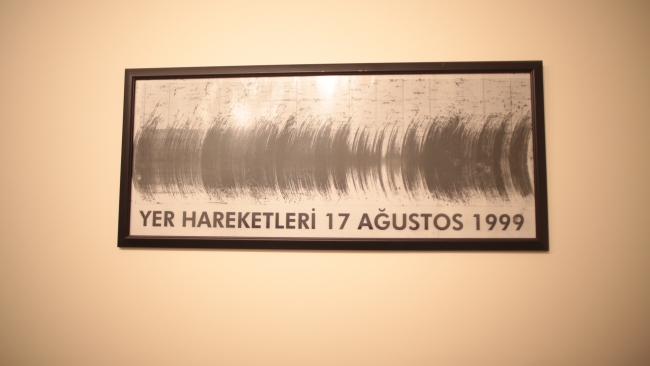 YER HAREKETLERİ 17 AĞUSTOS 1999